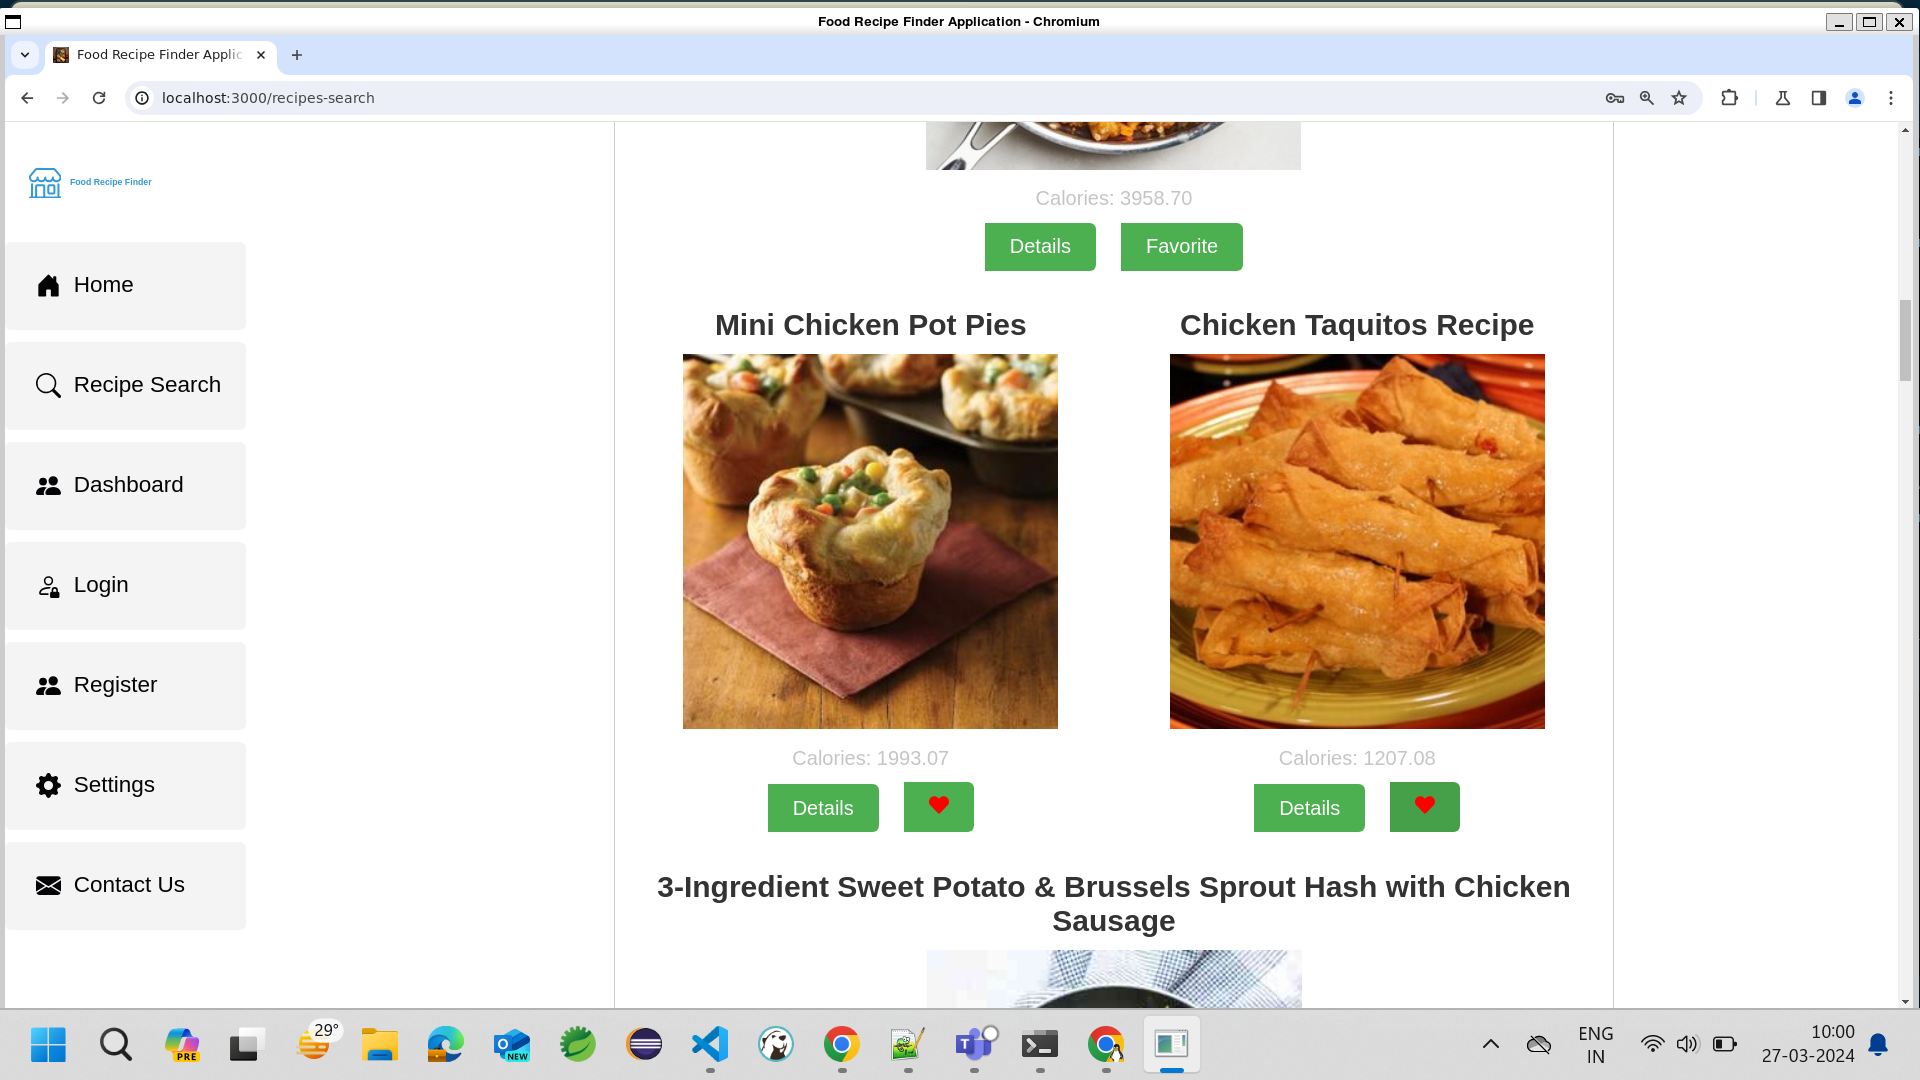 Food Recipe Finder Application - Chromium
Food Recipe Finder Applic
localhost:3000/recipes-search
Food Recipe Finder
Home
Recipe Search
Dashboard
Login
Register
Settings
Contact Us
Calories: 3958.70
Details Favorite
Mini Chicken Pot Pies
Chicken Taquitos Recipe
Calories: 1993.07
Calories: 1207.08
Details
Details
3-Ingredient Sweet Potato & Brussels Sprout Hash with Chicken
Sausage
PRE
29°
NEW
ENG
IN
10:00
27-03-2024